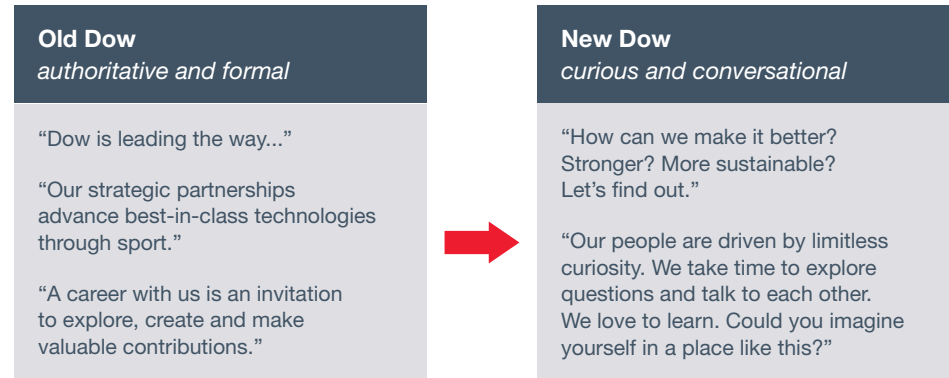 Old Dow
authoritative and formal
“Dow is leading the way...”
“Our strategic partnerships
advance best-in-class technologies
through sport.”
“A career with us is an invitation
to explore, create and make
valuable contributions.”
New Dow
curious and conversational
“How can we make it better?
Stronger? More sustainable?
Let’s find out.”
“Our people are driven by limitless
curiosity. We take time to explore
questions and talk to each other.
We love to learn. Could you imagine
yourself in a place like this?”